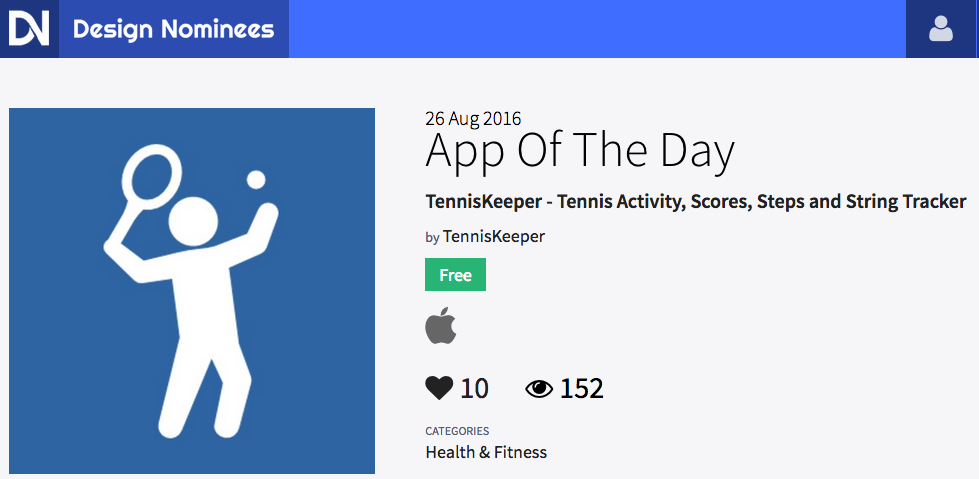 DN Design Nominees
26 Aug 2016
App Of The Day
TennisKeeper - Tennis Activity, Scores, Steps and String Tracker
by TennisKeeper
Free
10 152
CATEGORIES
Health & Fitness